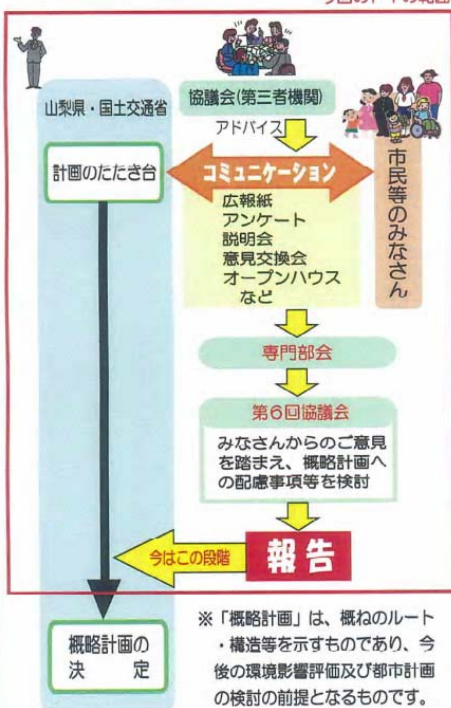 山梨県・国土交通省
協議会(第三者機関)
アドバイス
計画のたたき台
コミュニケーション
広報紙
アンケート
説明会
意見交換会
オープンハウス
など
市民等のみなさん
専門部会
第6回協議会
みなさんからのご意見
を踏まえ、概略計画へ
の配慮事項等を検討
今はこの段階
報告
概略計画の
決定
※「概略計画」は、概ねのルート
・構造等を示すものであり、今
後の環境影響評価及び都市計画
の検討の前提となるものです。